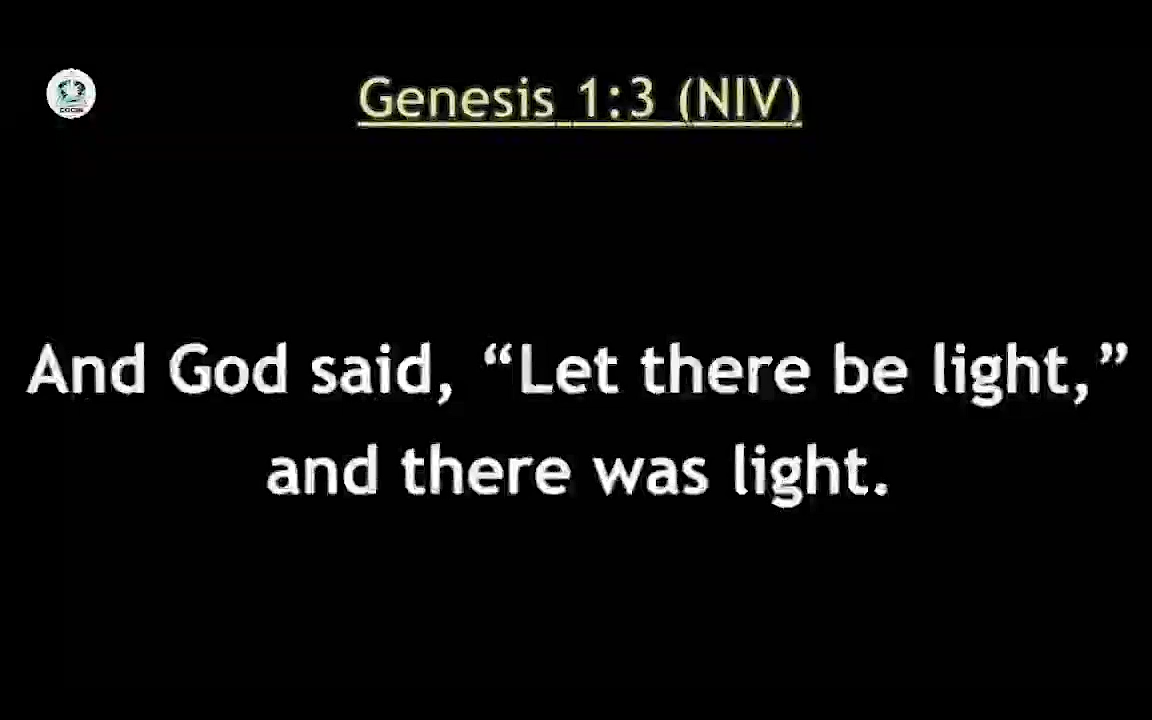 Genesis 1:3 (NIV)
And God said, “Let there be light,”
and there was light.